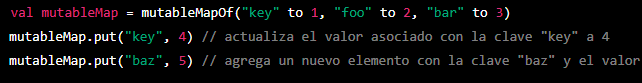 val mutableMap = mutableMapOf("key" to 1, "foo" to 2, "bar" to 3)
mutableMap.put("key", 4) // actualiza el valor asociado con la clave "key" a 4
mutableMap.put("baz", 5) // agrega un nuevo elemento con la clave "baz" y el valor